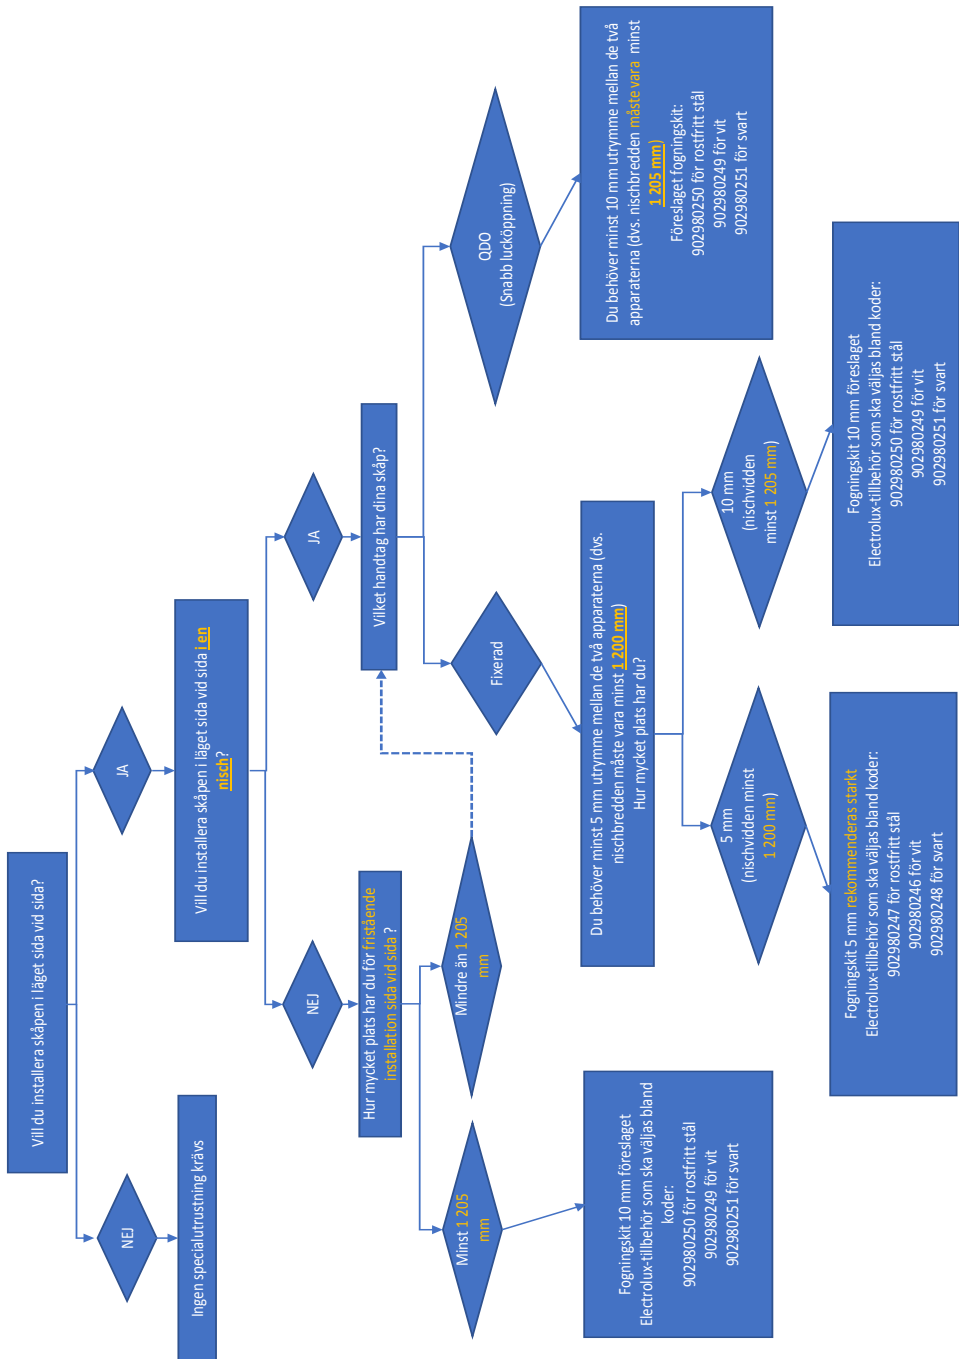 Vill du installera skåpen i läget sida vid sida?
NEJ
JA
Ingen specialutrustning krävs
Vill du installera skåpen i läget sida vid sida i en
nisch?
NEJ
JA
Hur mycket plats har du för fristående
installation sida vid sida ?
Vilket handtag har dina skåp?
Minst 1 205
mm
Mindre än 1 205
mm
Fixerad
QDO
(Snabb lucköppning)
Fogningskit 10 mm föreslaget
Electrolux-tillbehör som ska väljas bland
koder:
902980250 för rostfritt stål
902980249 för vit
902980251 för svart
Du behöver minst 5 mm utrymme mellan de två apparaterna (dvs.
nischbredden måste vara minst 1 200 mm)
Hur mycket plats har du?
Du behöver minst 10 mm utrymme mellan de två
apparaterna (dvs. nischbredden måste vara minst
1 205 mm)
Föreslaget fogningskit:
902980250 för rostfritt stål
902980249 för vit
902980251 för svart
5 mm
(nischvidden minst
1 200 mm)
10 mm
(nischvidden
minst 1 205 mm)
Fogningskit 5 mm rekommenderas starkt
Electrolux-tillbehör som ska väljas bland koder:
902980247 för rostfritt stål
902980246 för vit
902980248 för svart
Fogningskit 10 mm föreslaget
Electrolux-tillbehör som ska väljas bland koder:
902980250 för rostfritt stål
902980249 för vit
902980251 för svart